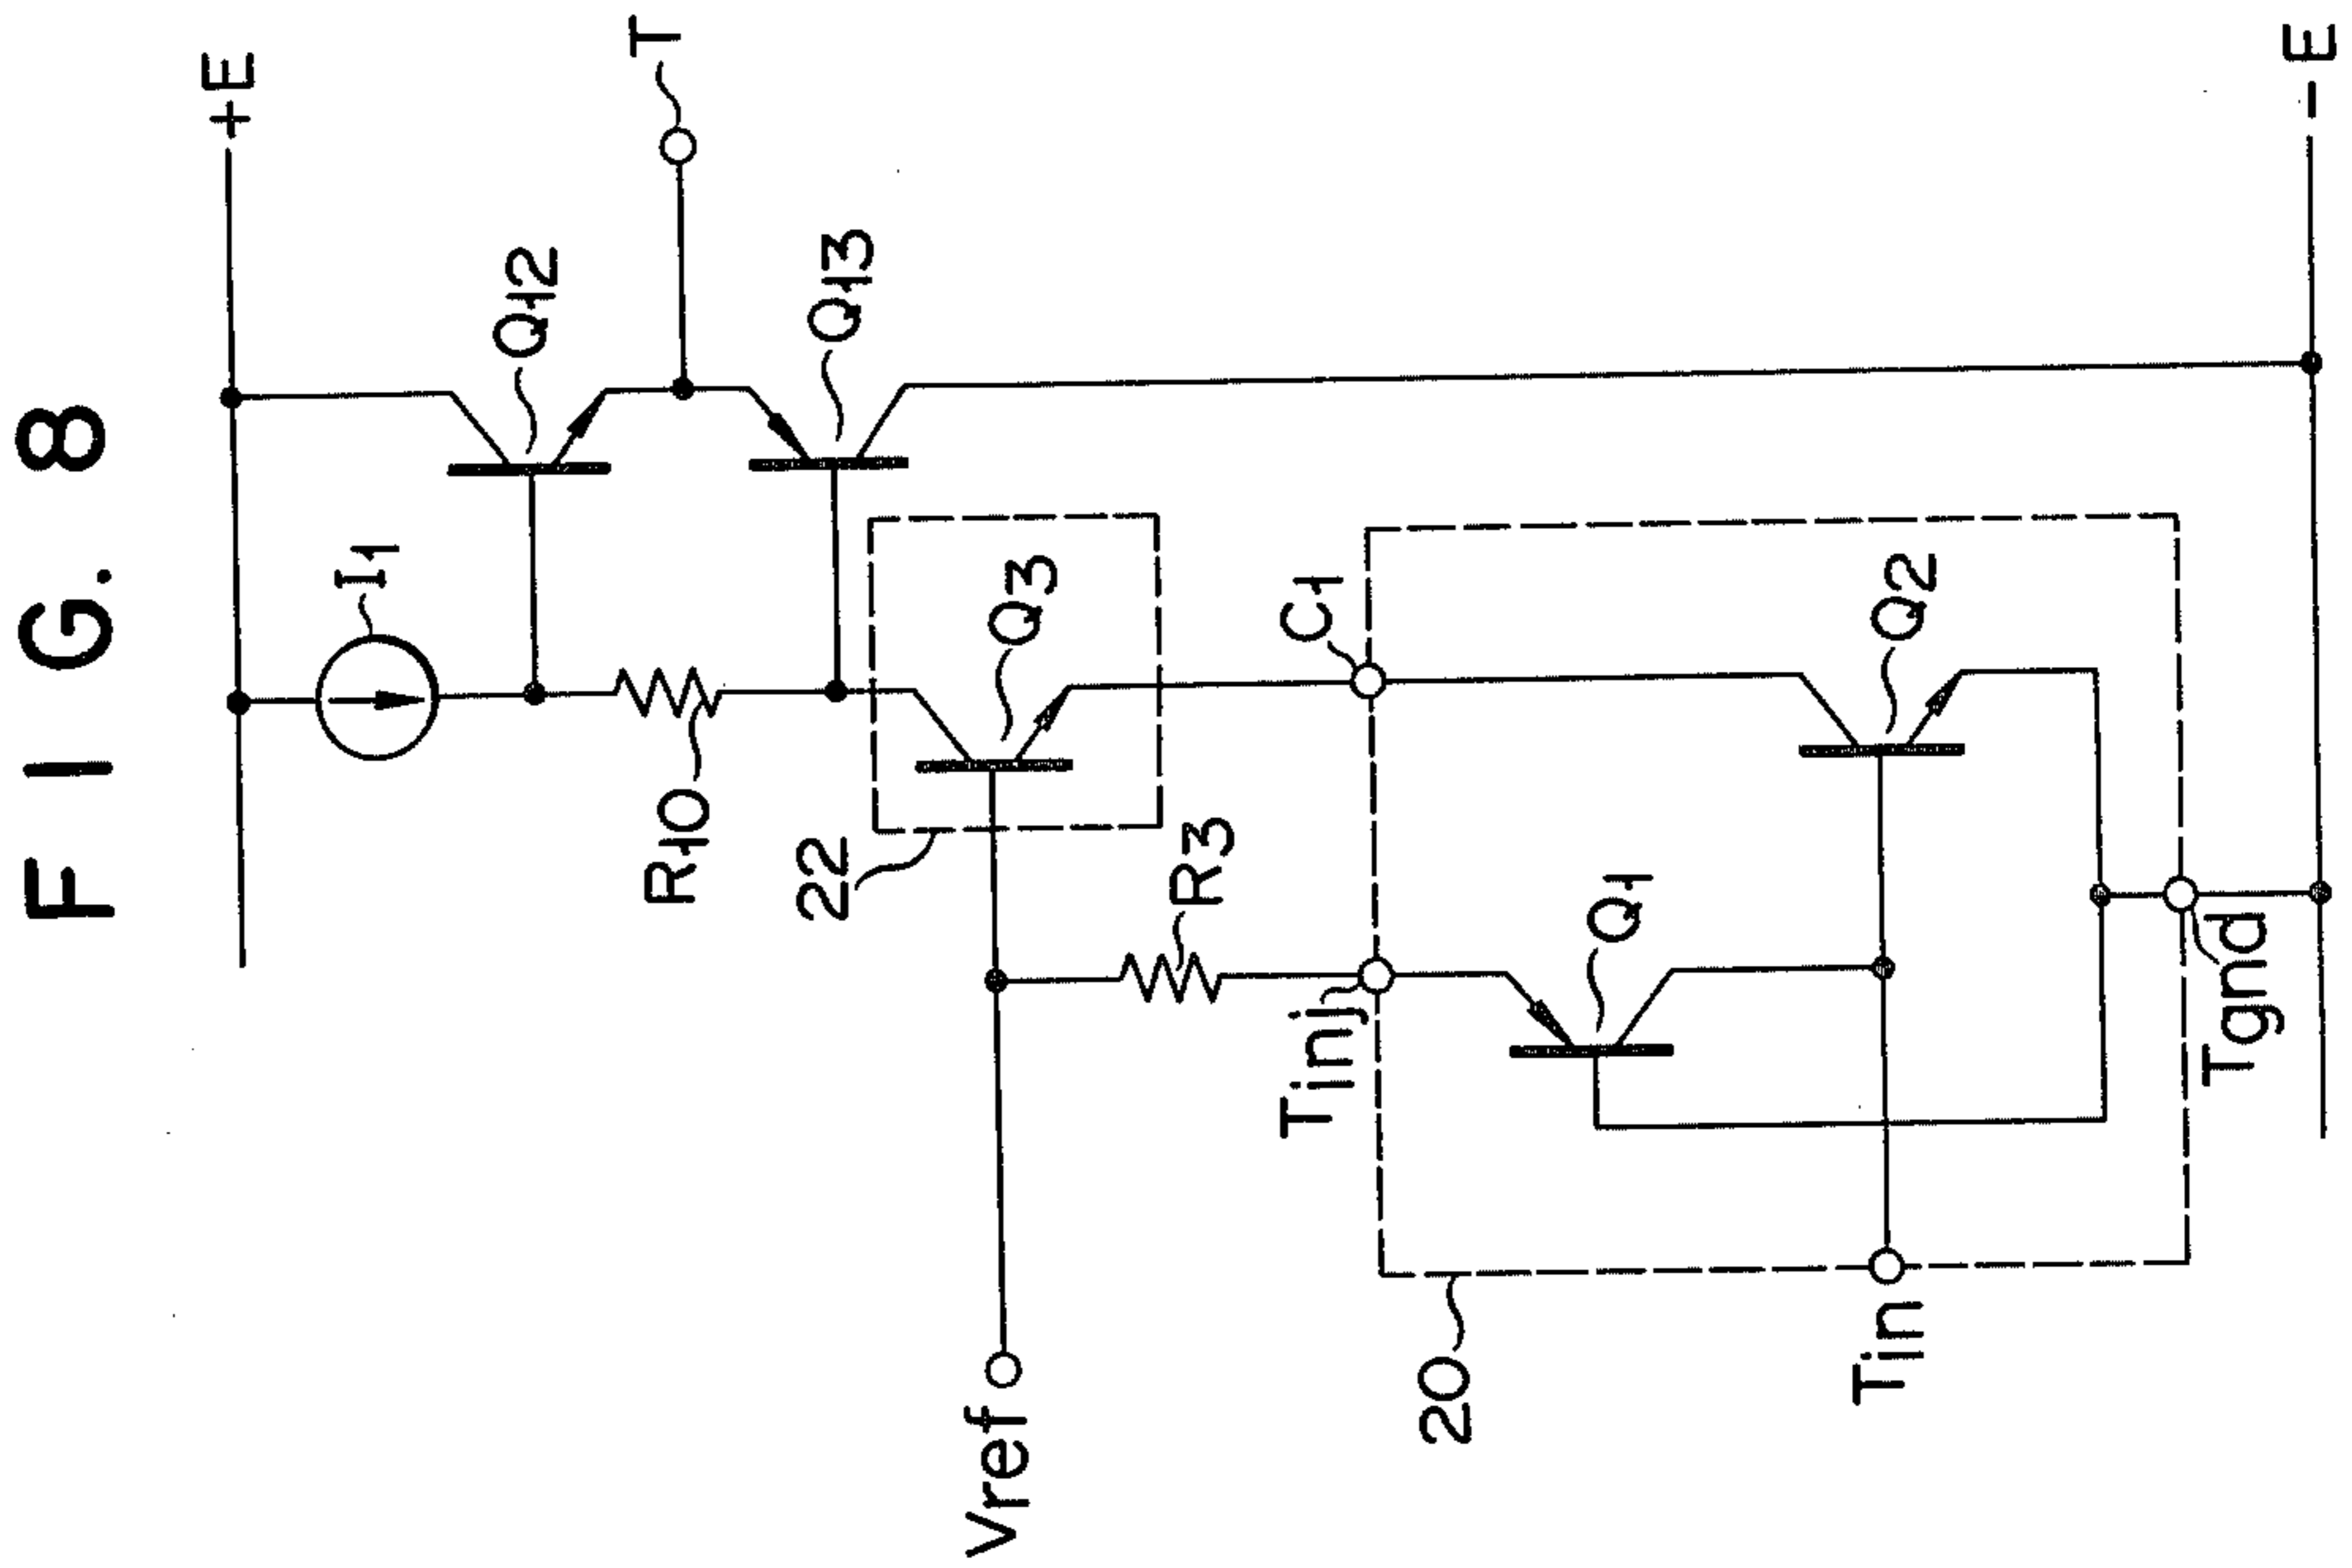 FIG. 8
+E
I1
Q12
T
R10
Q13
22
Q3
Vref
R3
Tinj
C1
20
Q1
Q2
Tin
Tgnd
-E